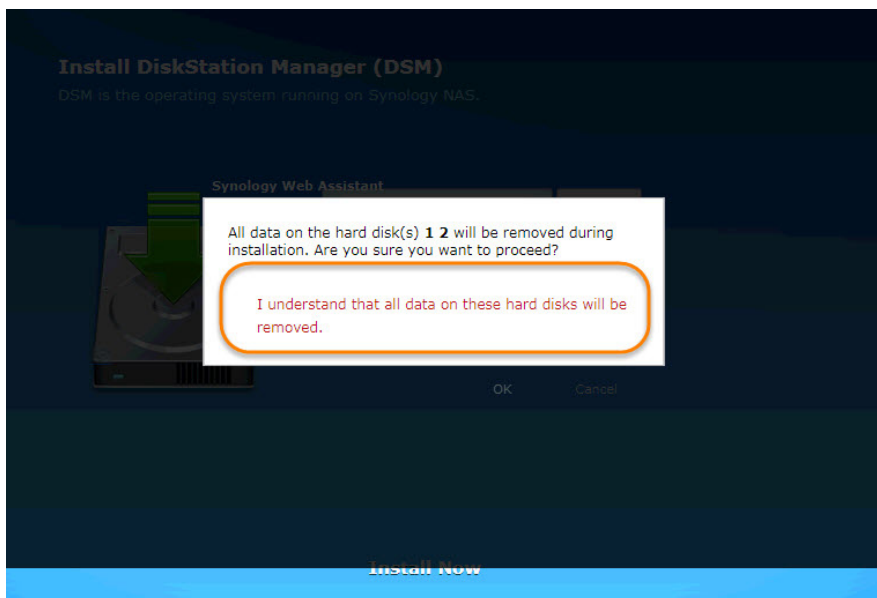 Install DiskStation Manager (DSM)
DSM is the operating system running on Synology NAS.
Synology Web Assistant
All data on the hard disk(s) 1 2 will be removed during
installation. Are you sure you want to proceed?
I understand that all data on these hard disks will be
removed.
OK Cancel
Install Now